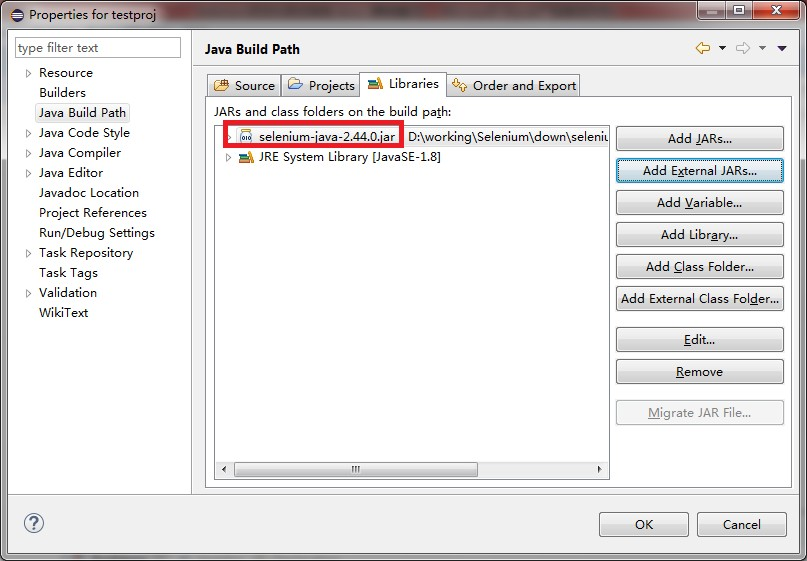 Properties for testproj
type filter text
Resource
Builders
Java Build Path
Java Code Style
Java Compiler
Java Editor
Javadoc Location
Project References
Run/Debug Settings
Task Repository
Task Tags
Validation
WikiText
Java Build Path
Source Projects Libraries Order and Export
JARs and class folders on the build path:
selenium-java-2.44.0.jar D:\working\Selenium\down\seleniu
JRE System Library [JavaSE-1.8]
Add JARs...
Add External JARs...
Add Variable...
Add Library...
Add Class Folder...
Add External Class Folder...
Edit...
Remove
Migrate JAR File...
OK Cancel